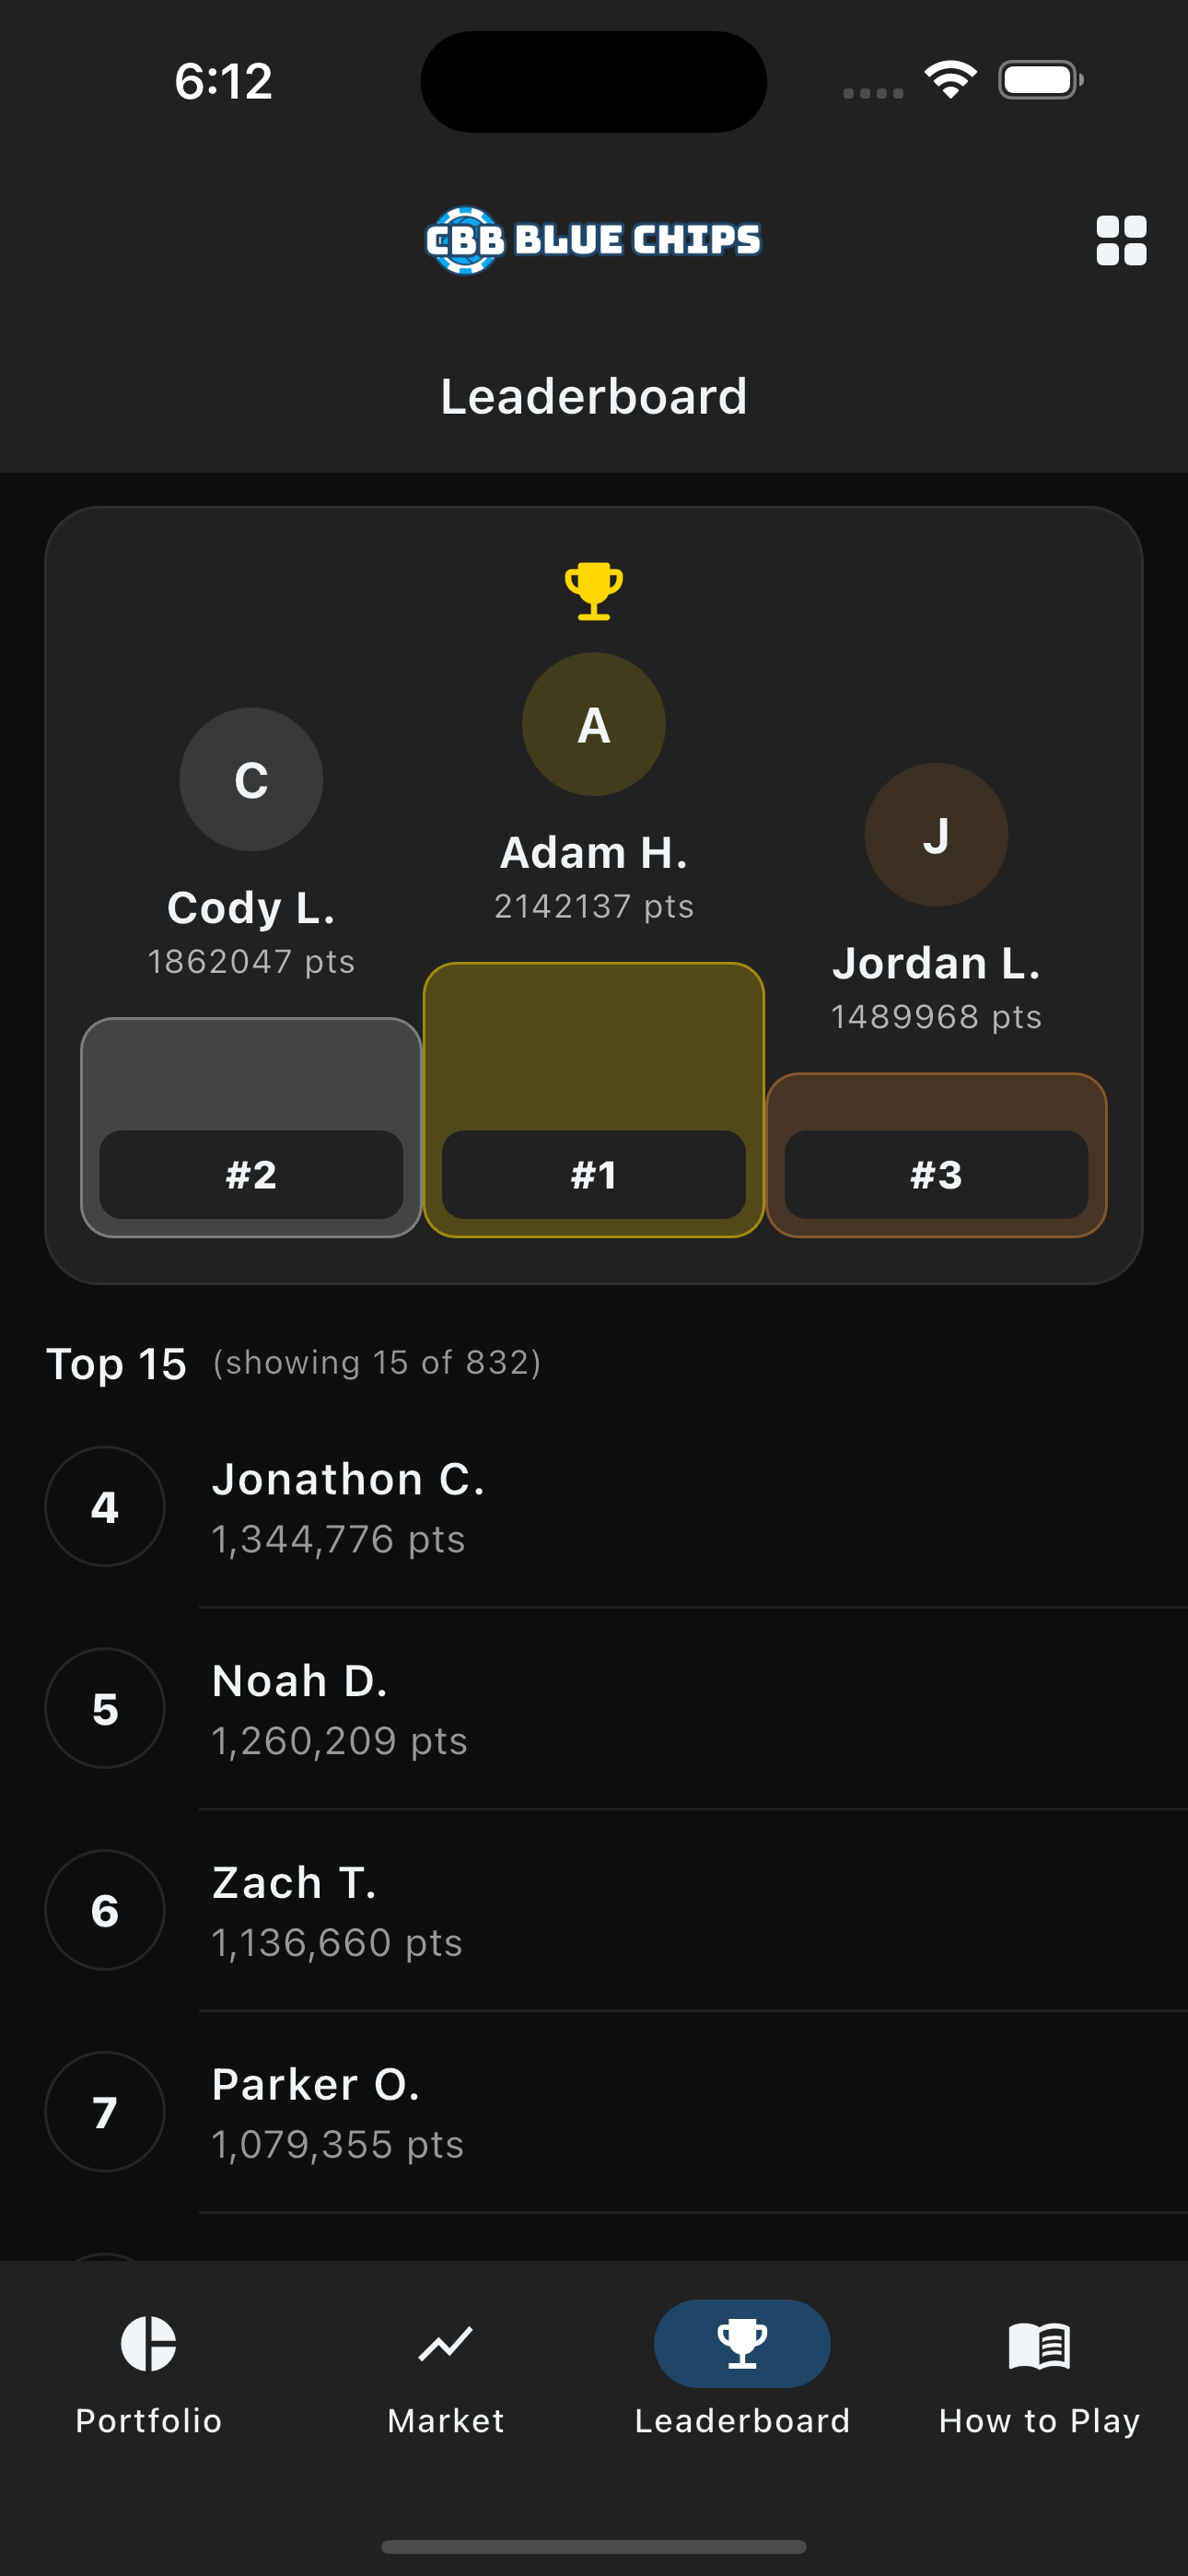 6:12
CBB BLUE CHIPS
Leaderboard
A
C
Adam H.
J
2142137 pts
Cody L.
1862047 pts
Jordan L.
1489968 pts
#2
#1
#3
Top 15 (showing 15 of 832)
4
Jonathon C.
1,344,776 pts
5
Noah D.
1,260,209 pts
6
Zach T.
1,136,660 pts
7
Parker O.
1,079,355 pts
Portfolio
Market
Leaderboard
How to Play